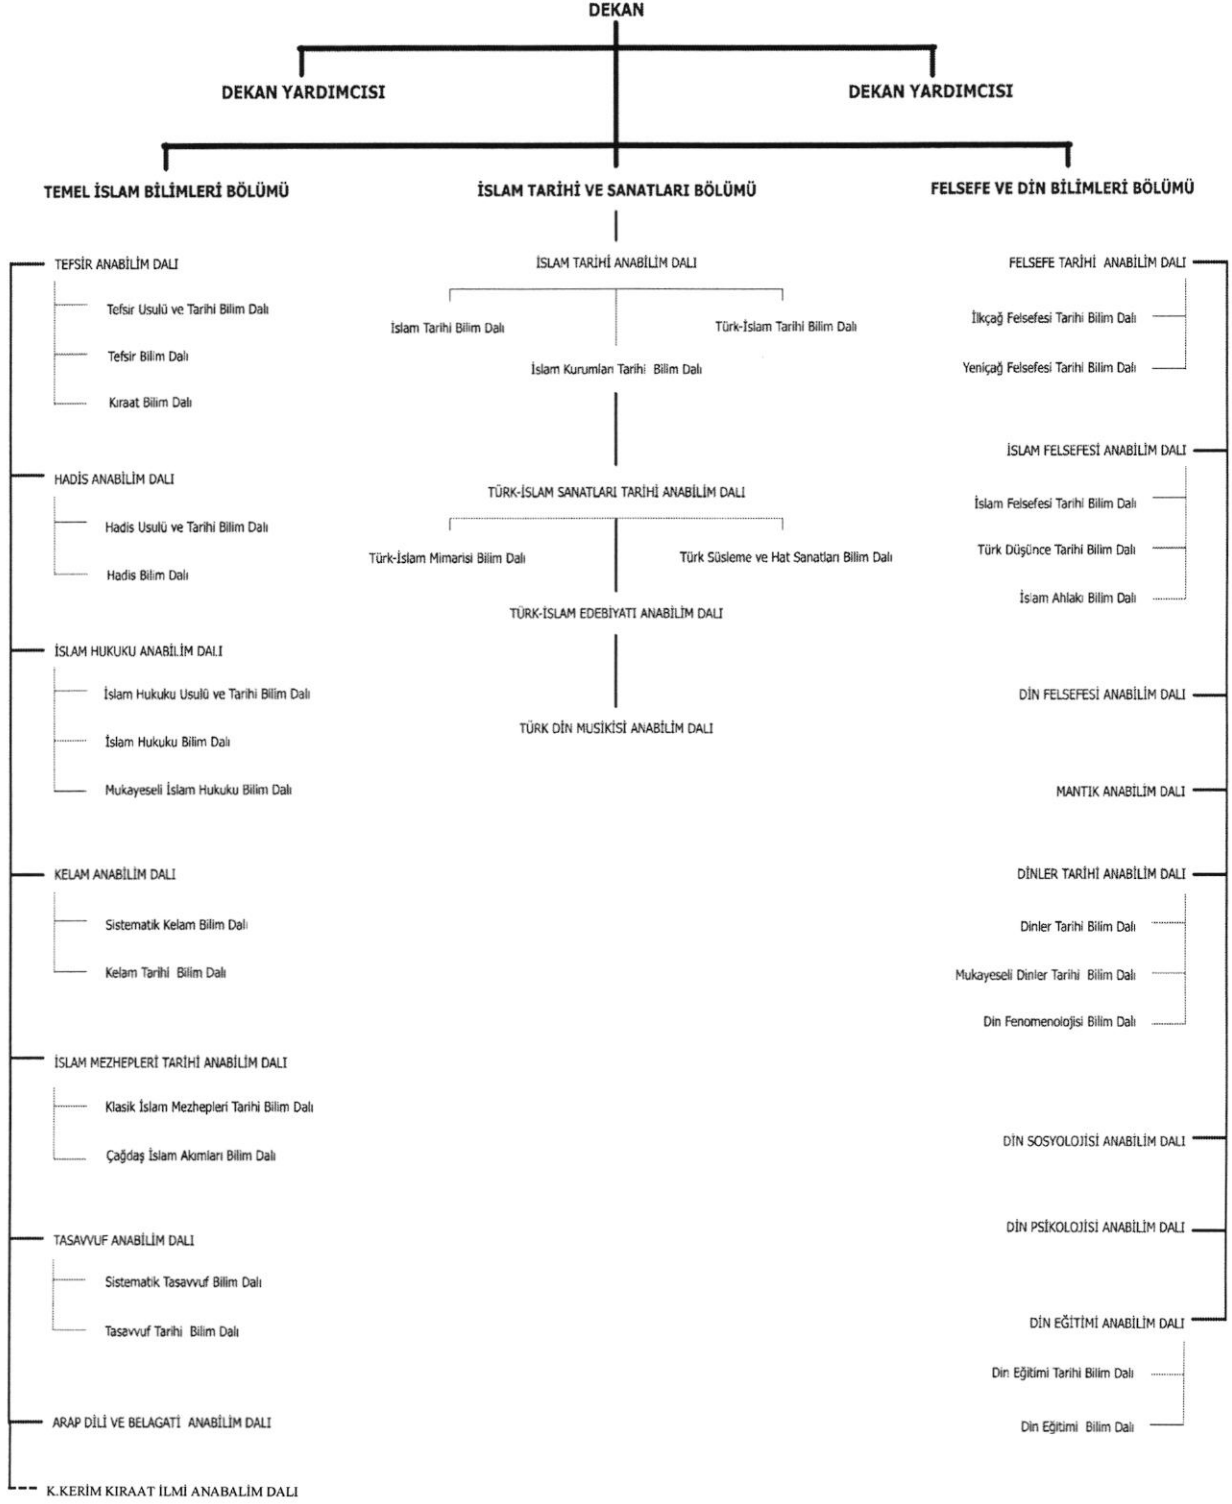 DEKAN
DEKAN YARDIMCISI
DEKAN YARDIMCISI
TEMEL İSLAM BİLİMLERİ BÖLÜMÜ
İSLAM TARİHİ VE SANATLARI BÖLÜMÜ
FELSEFE VE DİN BİLİMLERİ BÖLÜMÜ
TEFSİR ANABİLİM DALI
Tefsir Usulü ve Tarihi Bilim Dalı
Tefsir Bilim Dalı
Kıraat Bilim Dalı
HADİS ANABİLİM DALI
Hadis Usulü ve Tarihi Bilim Dalı
Hadis Bilim Dalı
İSLAM HUKUKU ANABİLİM DALI
İslam Hukuku Usulü ve Tarihi Bilim Dalı
İslam Hukuku Bilim Dalı
Mukayeseli İslam Hukuku Bilim Dalı
KELAM ANABİLİM DALI
Sistematik Kelam Bilim Dalı
Kelam Tarihi Bilim Dalı
İSLAM MEZHEPLERİ TARİHİ ANABİLİM DALI
Klasik İslam Mezhepleri Tarihi Bilim Dalı
Çağdaş İslam Akımları Bilim Dalı
TASAVVUF ANABİLİM DALI
Sistematik Tasavvuf Bilim Dalı
Tasavvuf Tarihi Bilim Dalı
ARAP DİLİ VE BELAGATİ ANABİLİM DALI
K.KERİM KIRAAT İLMİ ANABALİM DALI
İSLAM TARİHİ ANABİLİM DALI
İslam Tarihi Bilim Dalı
Türk-İslam Tarihi Bilim Dalı
İslam Kurumları Tarihi Bilim Dalı
TÜRK-İSLAM SANATLARI TARİHİ ANABİLİM DALI
Türk-İslam Mimarisi Bilim Dalı
Türk Süsleme ve Hat Sanatları Bilim Dalı
TÜRK-İSLAM EDEBİYATI ANABİLİM DALI
TÜRK DİN MUSİKİSİ ANABİLİM DALI
FELSEFE TARİHİ ANABİLİM DALI
İlkçağ Felsefesi Tarihi Bilim Dalı
Yeniçağ Felsefesi Tarihi Bilim Dalı
İSLAM FELSEFESİ ANABİLİM DALI
İslam Felsefesi Tarihi Bilim Dalı
Türk Düşünce Tarihi Bilim Dalı
İslam Ahlakı Bilim Dalı
DİN FELSEFESİ ANABİLİM DALI
MANTIK ANABİLİM DALI
DİNLER TARİHİ ANABİLİM DALI
Dinler Tarihi Bilim Dalı
Mukayeseli Dinler Tarihi Bilim Dalı
Din Fenomenolojisi Bilim Dalı
DİN SOSYOLOJİSİ ANABİLİM DALI
DİN PSİKOLOJİSİ ANABİLİM DALI
DİN EĞİTİMİ ANABİLİM DALI
Din Eğitimi Tarihi Bilim Dalı
Din Eğitimi Bilim Dalı